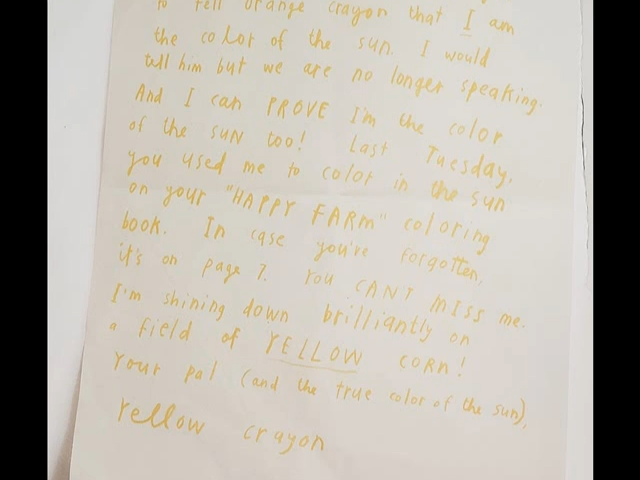 to tell orange crayon that I am
the color of the sun. I would
tell him but we are no longer speaking.
And I can PROVE I'm the color
of the sun too! Last Tuesday,
you used me to color in the sun
on your "HAPPY FARM" coloring
book. In case you've forgotten,
it's on page 7. You CAN'T MISS me.
I'm shining down brilliantly on
a field of YELLOW corn!
Your pal (and the true color of the sun),
Yellow crayon